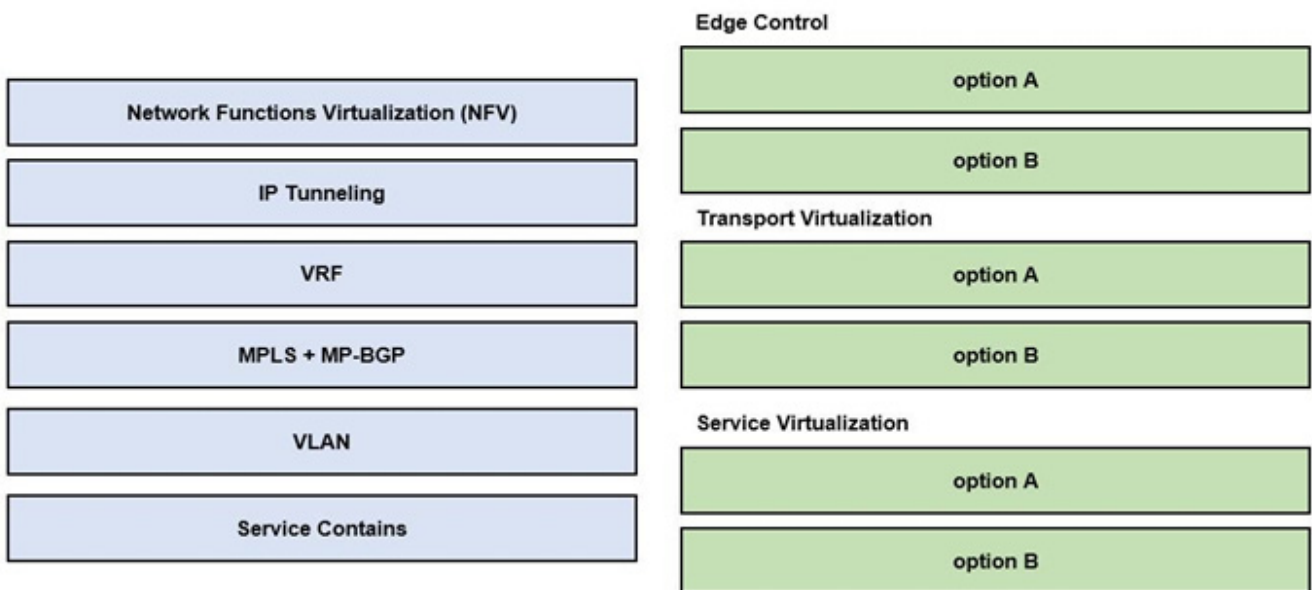 Network Functions Virtualization (NFV)
IP Tunneling
VRF
MPLS + MP-BGP
VLAN
Service Contains
Edge Control
option A
option B
Transport Virtualization
option A
option B
Service Virtualization
option A
option B